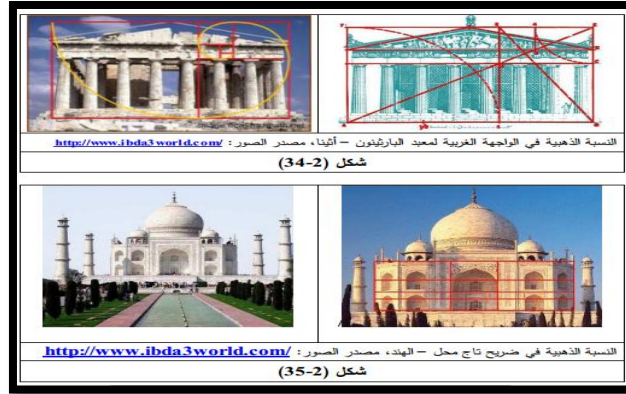 النسبة الذهبية في الواجهة الغربية لمعبد البارثينون – أثينا، مصدر الصور: http://www.ibda3world.com/
شكل (2-34)
النسبة الذهبية في ضريح تاج محل – الهند، مصدر الصور: http://www.ibda3world.com/
شكل (2-35)